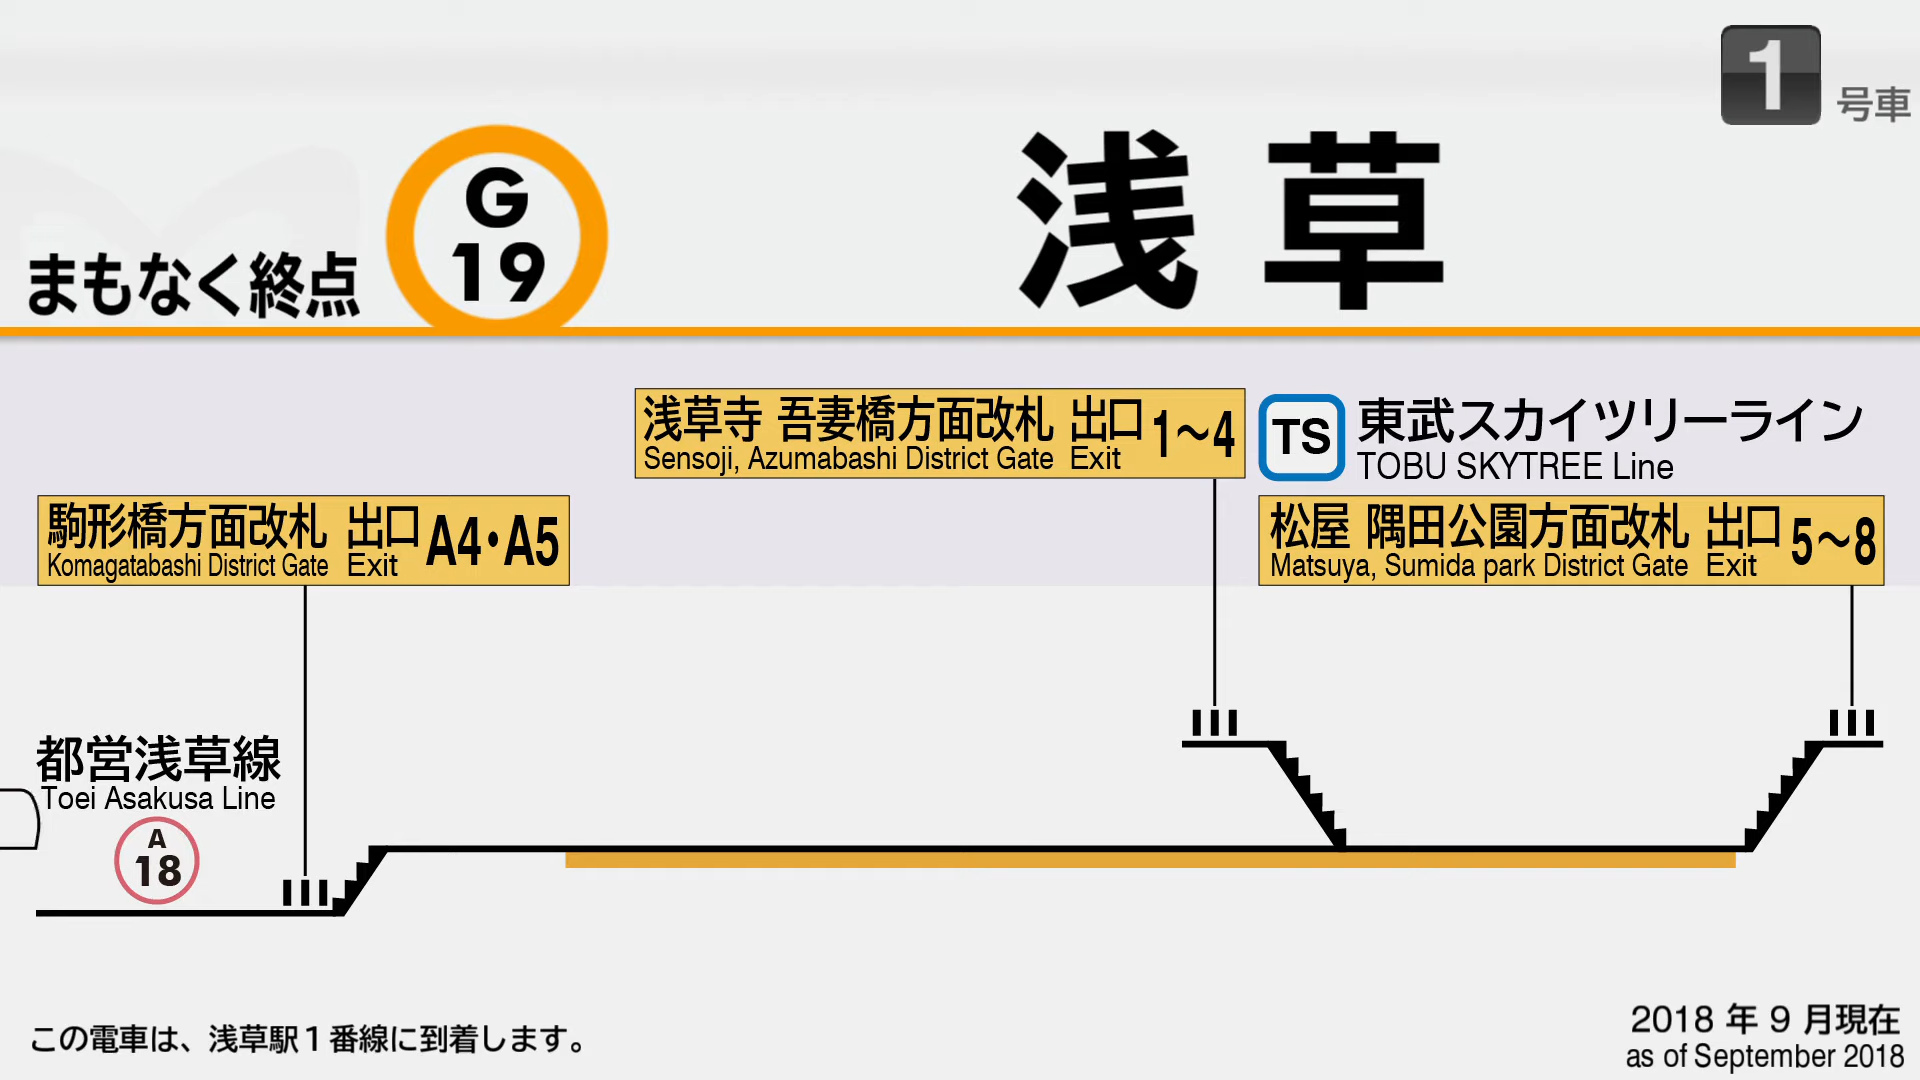 1 号車
まもなく終点
G
19
浅草
浅草寺 吾妻橋方面改札 出口 1～4
Sensoji, Azumabashi District Gate Exit
TS 東武スカイツリーライン
TOBU SKYTREE Line
駒形橋方面改札 出口 A4・A5
Komagatabashi District Gate Exit
松屋 隅田公園方面改札 出口 5～8
Matsuya, Sumida park District Gate Exit
都営浅草線
Toei Asakusa Line
A
18
この電車は、浅草駅１番線に到着します。
2018 年 9 月現在
as of September 2018